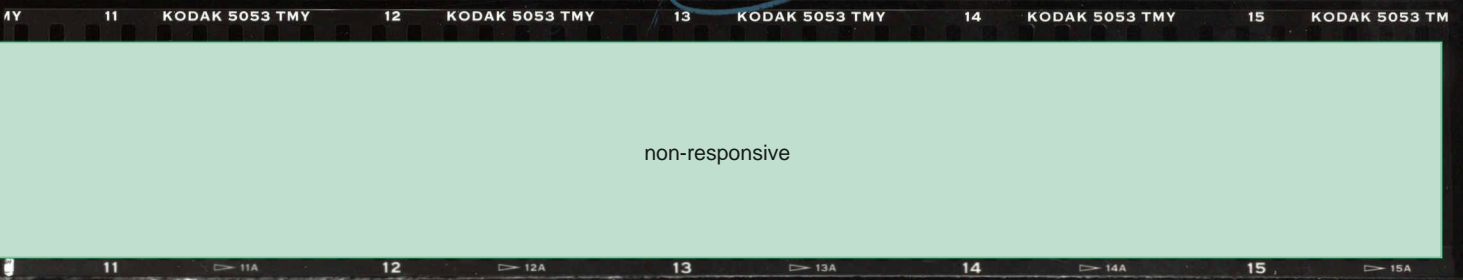 MY 11 KODAK 5053 TMY 12 KODAK 5053 TMY 13 KODAK 5053 TMY 14 KODAK 5053 TMY 15 KODAK 5053 TM
non-responsive
11 11A 12 12A 13 13A 14 14A 15 15A